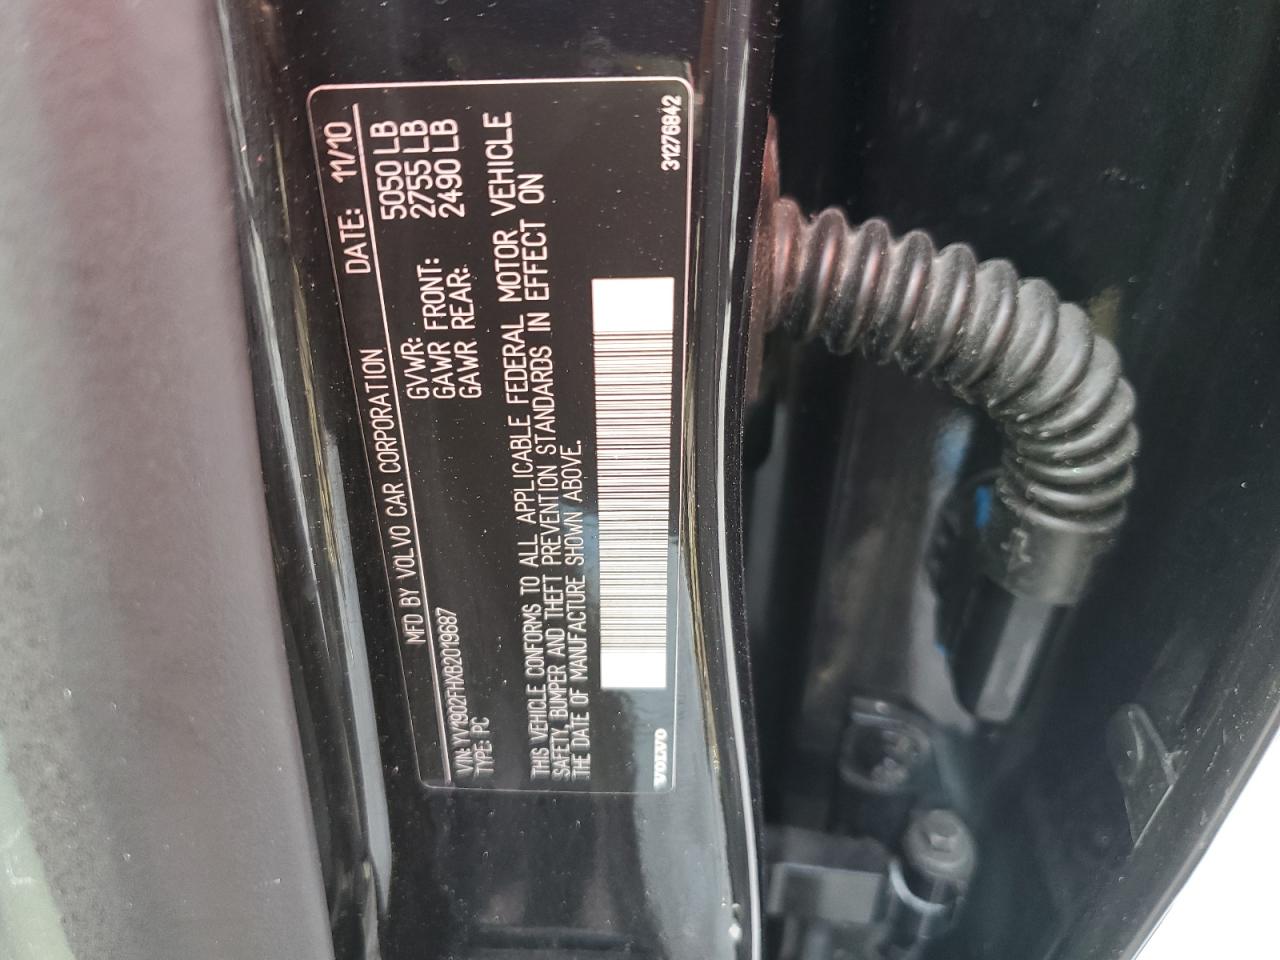 MFD BY VOLVO CAR CORPORATION DATE: 11/10
GVWR: 5050 LB
GAWR FRONT: 2755 LB
GAWR REAR: 2490 LB
VIN: YV1902FHXB2019687
TYPE: PC
THIS VEHICLE CONFORMS TO ALL APPLICABLE FEDERAL MOTOR VEHICLE
SAFETY, BUMPER AND THEFT PREVENTION STANDARDS IN EFFECT ON
THE DATE OF MANUFACTURE SHOWN ABOVE.
VOLVO 31276842